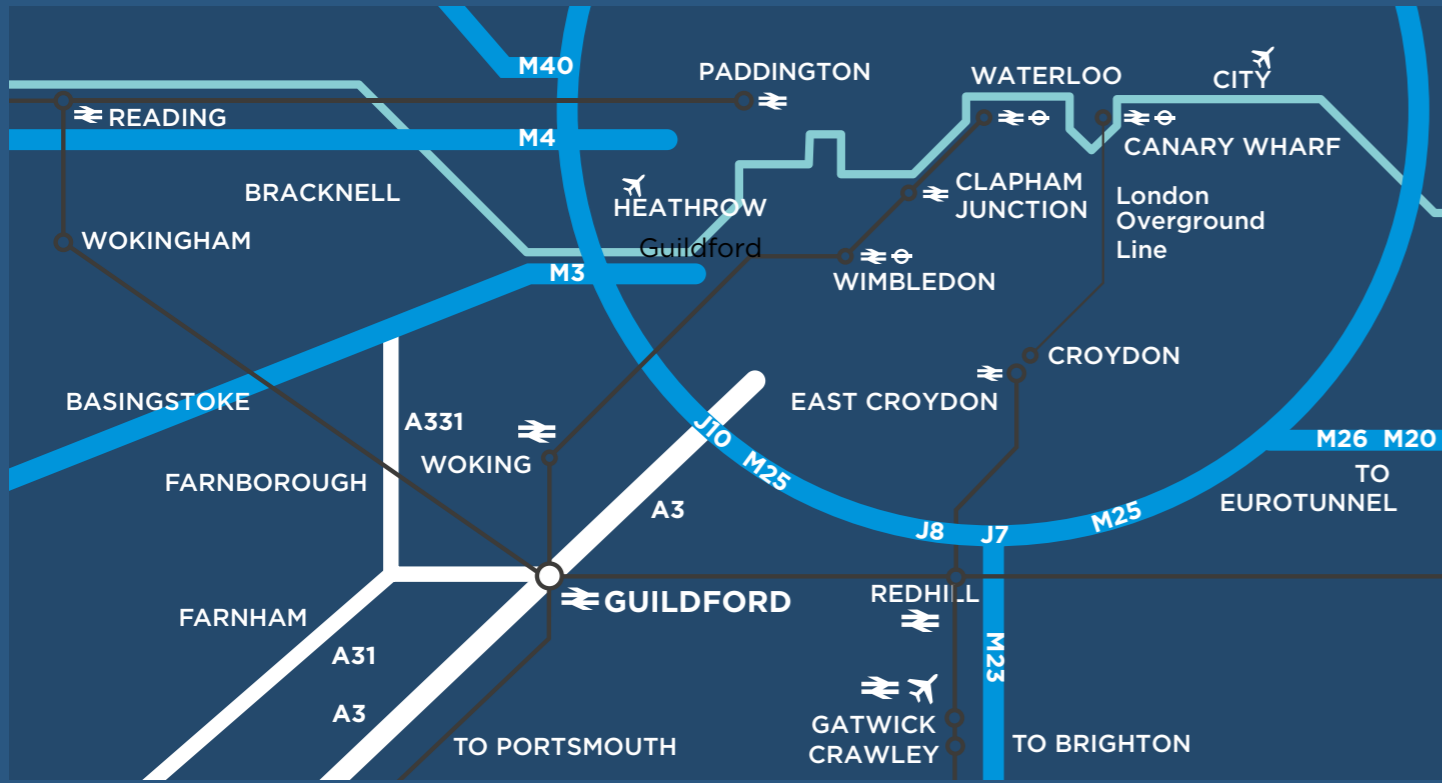 M40
PADDINGTON
WATERLOO
CITY
READING
M4
CANARY WHARF
BRACKNELL
HEATHROW
CLAPHAM
JUNCTION
London
Overground
Line
WOKINGHAM
Guildford
M3
WIMBLEDON
CROYDON
BASINGSTOKE
A331
EAST CROYDON
J10
M25
M26 M20
WOKING
FARNBOROUGH
TO
EUROTUNNEL
A3
J8
J7
M25
REDHILL
GUILDFORD
FARNHAM
A31
M23
A3
GATWICK
CRAWLEY
TO PORTSMOUTH
TO BRIGHTON